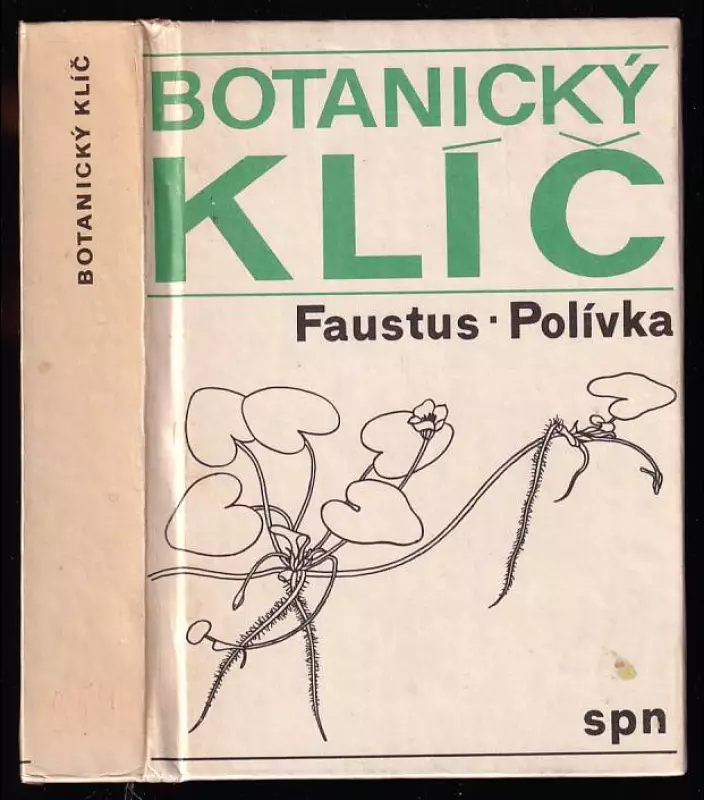 BOTANICKÝ KLÍČ
BOTANICKÝ
KLÍČ
Faustus · Polívka
spn